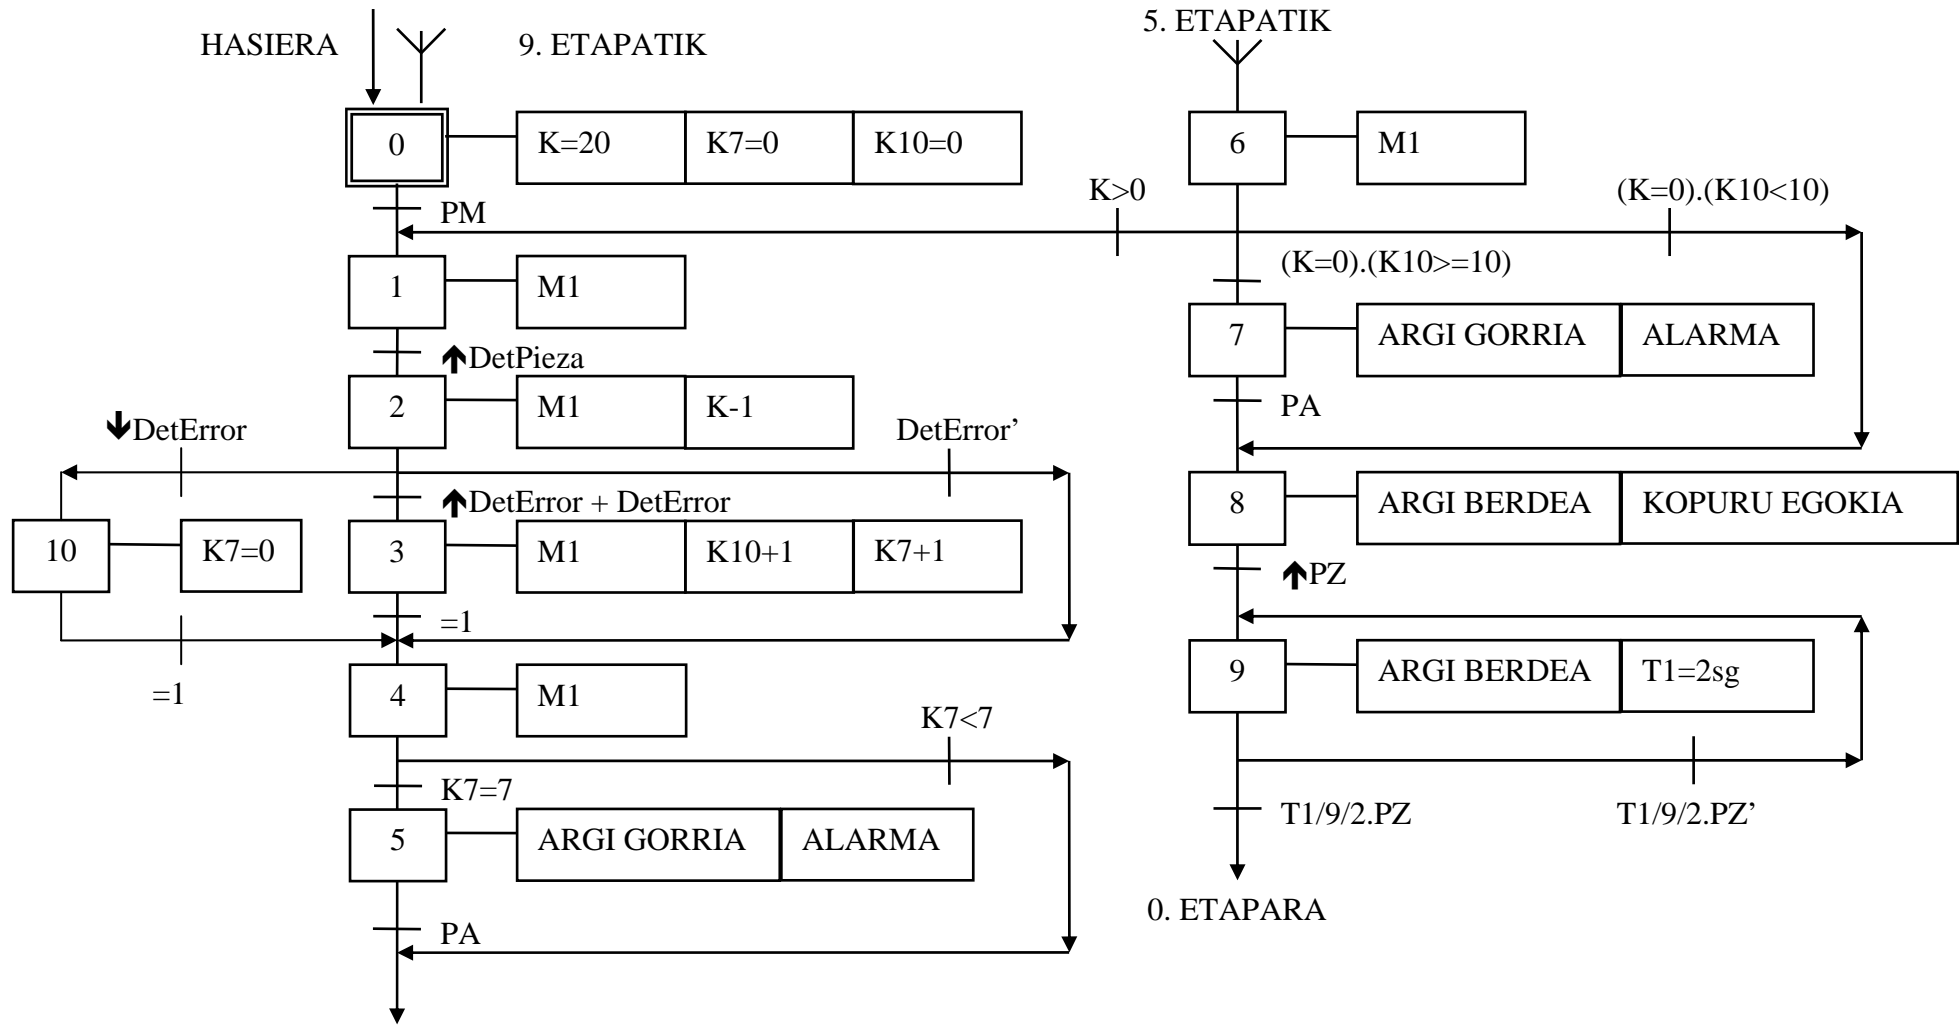 HASIERA
9. ETAPATIK
0
K=20
K7=0
K10=0
PM
1
M1
↑DetPieza
2
M1
K-1
↓DetError
DetError’
↑DetError + DetError
10
K7=0
3
M1
K10+1
K7+1
=1
=1
4
M1
K7<7
K7=7
5
ARGI GORRIA
ALARMA
PA
5. ETAPATIK
6
M1
K>0
(K=0).(K10<10)
(K=0).(K10>=10)
7
ARGI GORRIA
ALARMA
PA
8
ARGI BERDEA
KOPURU EGOKIA
↑PZ
9
ARGI BERDEA
T1=2sg
T1/9/2.PZ
T1/9/2.PZ’
0. ETAPARA